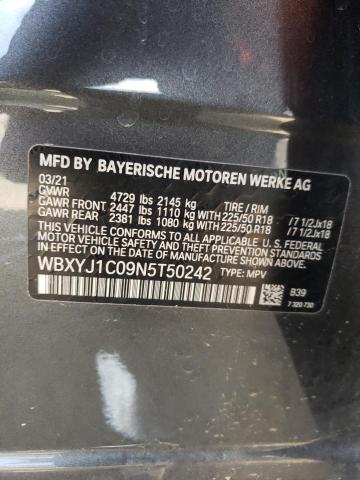 MFD BY BAYERISCHE MOTOREN WERKE AG
03/21
GVWR 4729 lbs 2145 kg TIRE / RIM
GAWR FRONT 2447 lbs 1110 kg WITH 225/50 R18 / 7 1/2Jx18
GAWR REAR 2381 lbs 1080 kg WITH 225/50 R18 / 7 1/2Jx18
THIS VEHICLE CONFORMS TO ALL APPLICABLE
U.S. FEDERAL MOTOR VEHICLE SAFETY
STANDARDS IN EFFECT ON THE DATE OF
MANUFACTURE SHOWN ABOVE.
WBXYJ1C09N5T50242 TYPE: MPV
B39
7 320 730